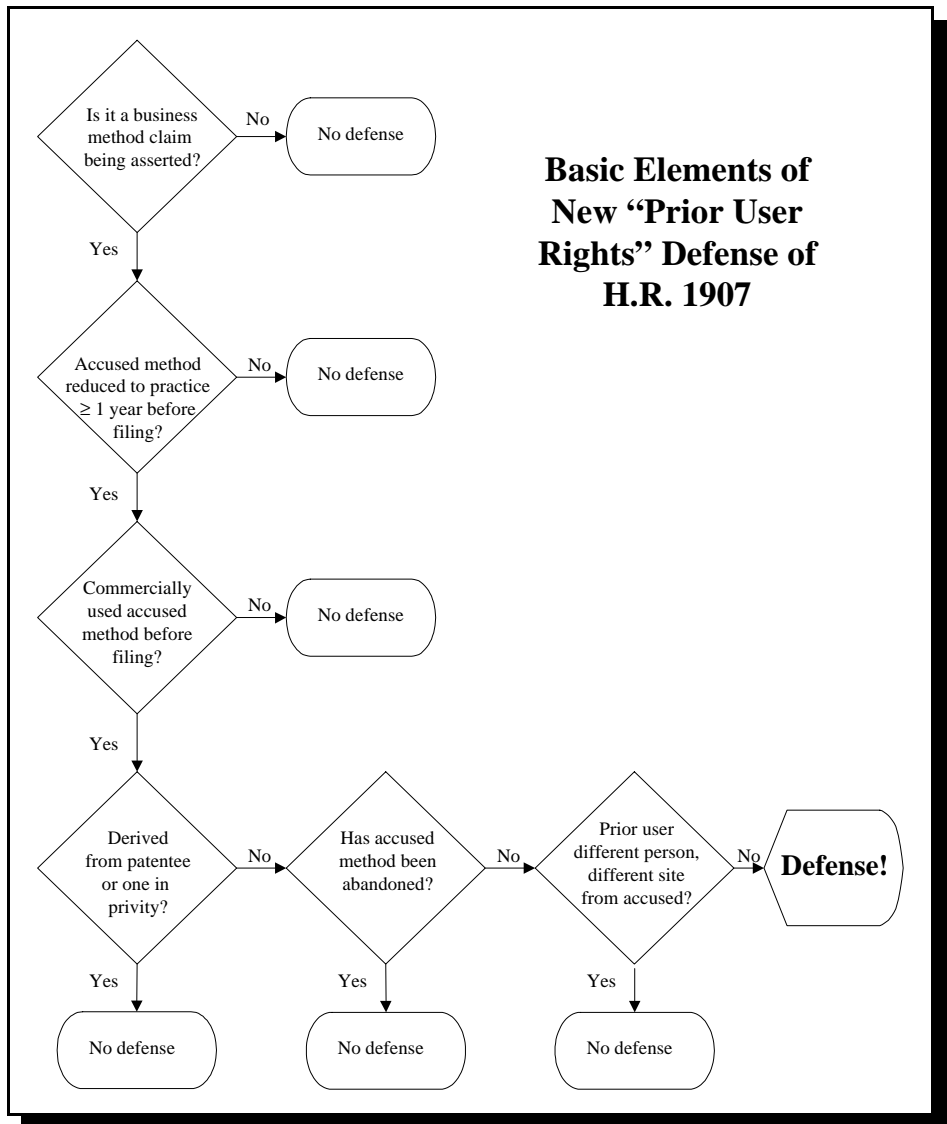 Is it a business
method claim
being asserted?
No
No defense
Basic Elements of
New “Prior User
Rights” Defense of
H.R. 1907
Yes
Accused method
reduced to practice
≥ 1 year before
filing?
No
No defense
Yes
Commercially
used accused
method before
filing?
No
No defense
Yes
Derived
from patentee
or one in
privity?
No
Has accused
method been
abandoned?
No
Prior user
different person,
different site
from accused?
No
Defense!
Yes
No defense
Yes
No defense
Yes
No defense